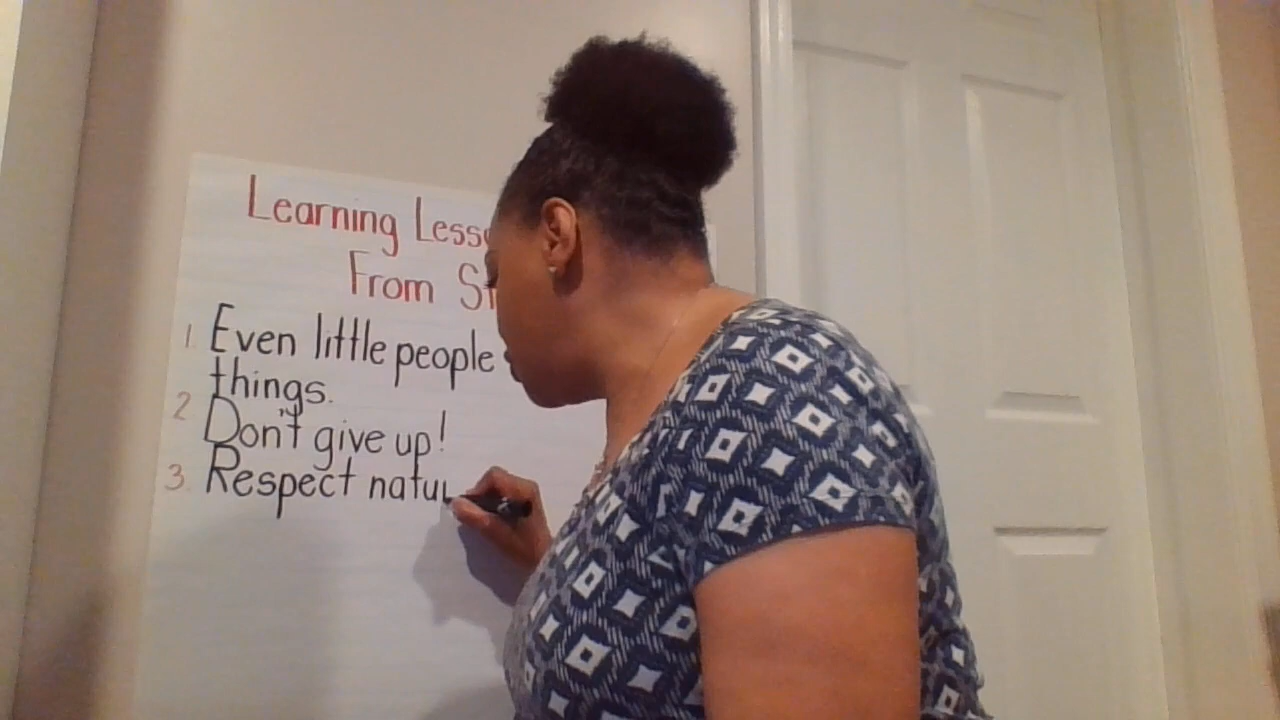 Learning Less
From St
1. Even little people
things.
2 Don't give up!
3. Respect natu